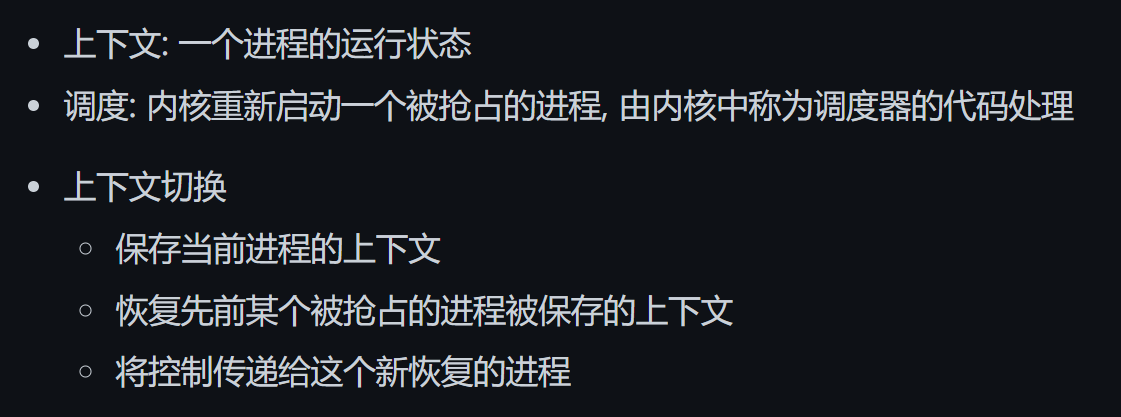 上下文: 一个进程的运行状态
调度: 内核重新启动一个被抢占的进程, 由内核中称为调度器的代码处理
上下文切换
保存当前进程的上下文
恢复先前某个被抢占的进程被保存的上下文
将控制传递给这个新恢复的进程